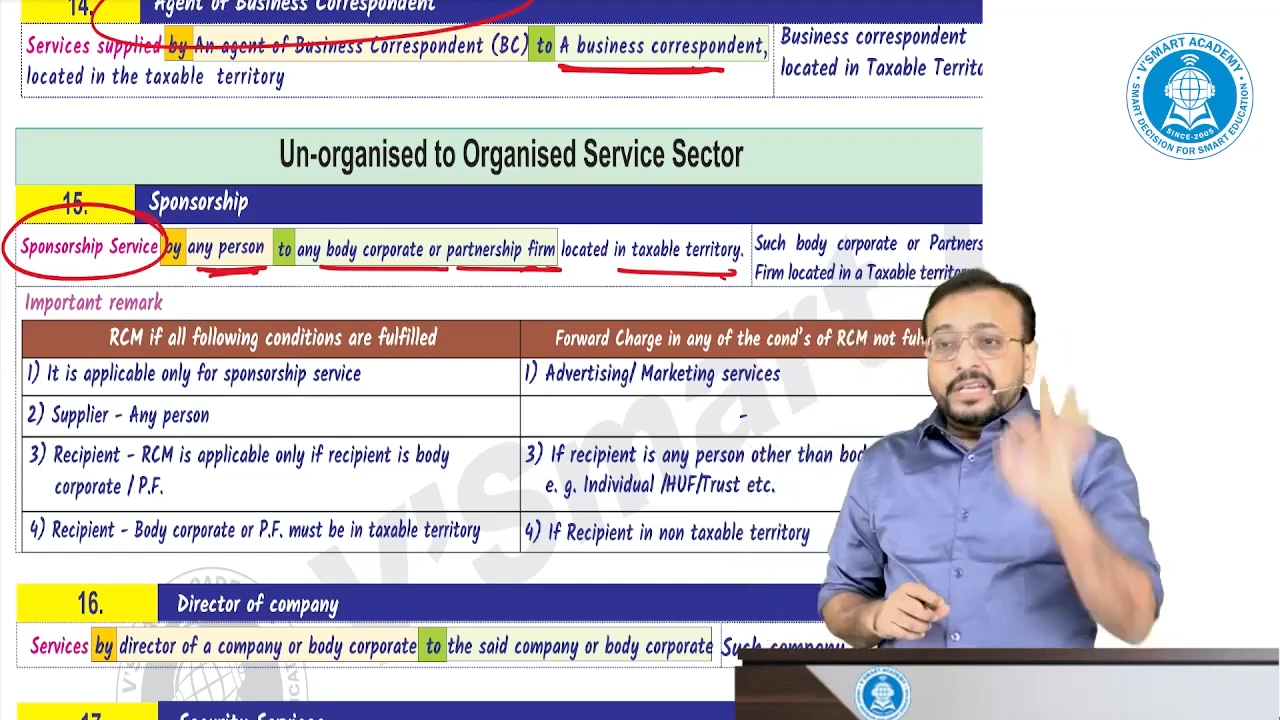 14.
Agent of Business Correspondent
Services supplied by An agent of Business Correspondent (BC) to A business correspondent,
located in the taxable territory
Business correspondent
located in Taxable
Un-organised to Organised Service Sector
15.
Sponsorship
Sponsorship Service by any person to any body corporate or partnership firm located in taxable territory.
Such body corporate or
Firm located in a Taxable
Important remark
RCM if all following conditions are fulfilled
Forward Charge in any of the cond's of RCM not
1) It is applicable only for sponsorship service
1) Advertising/ Marketing services
2) Supplier - Any person
-
3) Recipient - RCM is applicable only if recipient is body
corporate / P.F.
3) If recipient is any person other than
e. g. Individual /HUF/Trust etc.
4) Recipient - Body corporate or P.F. must be in taxable territory
4) If Recipient in non taxable territory
16.
Director of company
Services by director of a company or body corporate to the said company or body corporate
Such company
17.
Security Services
V'Smart
V'SMART ACADEMY
SMART DECISION FOR SMART EDUCATION
SINCE-2005